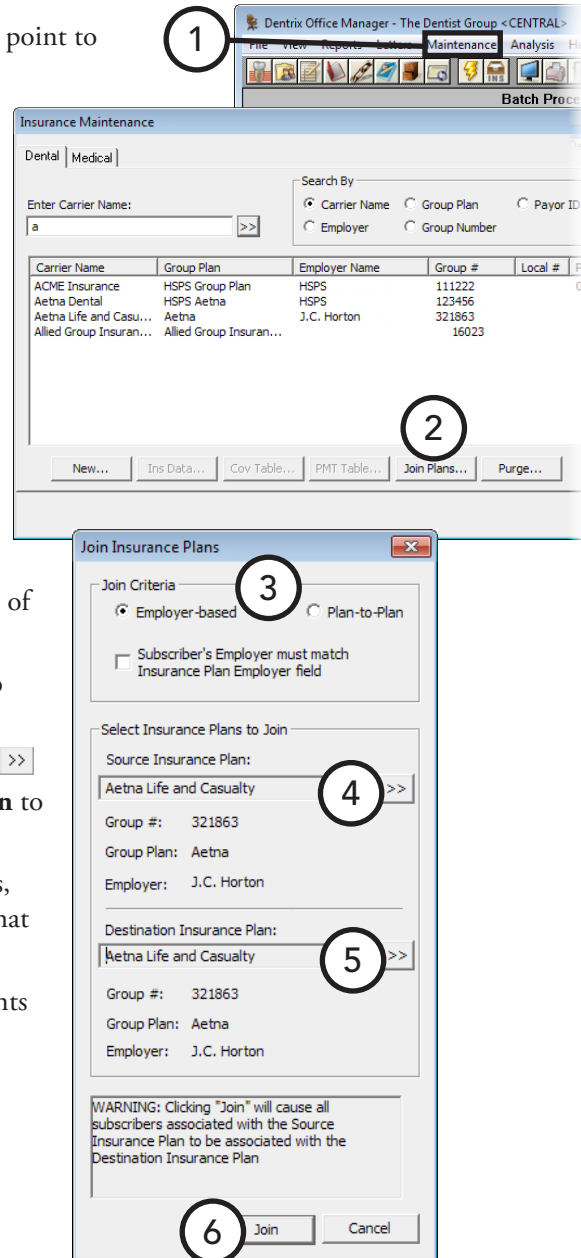 point to
1
Dentrix Office Manager - The Dentist Group <CENTRAL>
File View Reports Letters Maintenance Analysis
INS
Batch Proce
Insurance Maintenance
Dental Medical
Enter Carrier Name:
a >>
Search By
Carrier Name Group Plan Payor ID
Employer Group Number
Carrier Name Group Plan Employer Name Group # Local # P
ACME Insurance HSPS Group Plan HSPS 111222
Aetna Dental HSPS Aetna HSPS 123456
Aetna Life and Casu... Aetna J.C. Horton 321863
Allied Group Insuran... Allied Group Insuran... 16023
2
New... Ins Data... Cov Table... PMT Table... Join Plans... Purge...
Join Insurance Plans
Join Criteria
3
Employer-based Plan-to-Plan
of
Subscriber's Employer must match
Insurance Plan Employer field
Select Insurance Plans to Join
Source Insurance Plan:
>>
Aetna Life and Casualty 4 >>
n to
Group #: 321863
Group Plan: Aetna
Employer: J.C. Horton
s,
hat
Destination Insurance Plan:
Aetna Life and Casualty 5 >>
nts
Group #: 321863
Group Plan: Aetna
Employer: J.C. Horton
WARNING: Clicking "Join" will cause all
subscribers associated with the Source
Insurance Plan to be associated with the
Destination Insurance Plan
6 Join Cancel